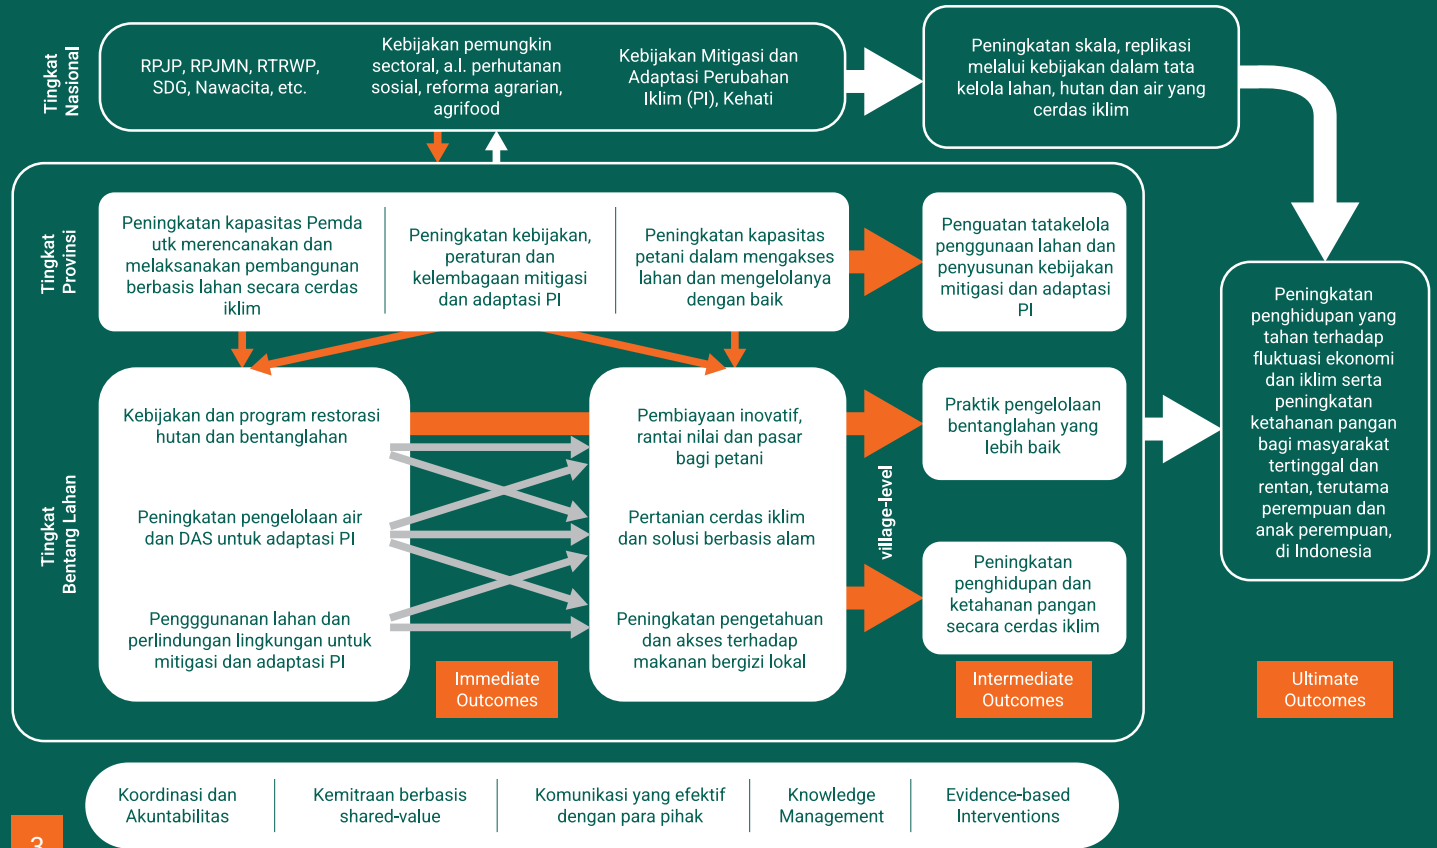 Tingkat
Nasional
RPJP, RPJMN, RTRWP,
SDG, Nawacita, etc.
Kebijakan pemungkin
sectoral, a.l. perhutanan
sosial, reforma agrarian,
agrifood
Kebijakan Mitigasi dan
Adaptasi Perubahan
Iklim (PI), Kehati
Peningkatan skala, replikasi
melalui kebijakan dalam tata
kelola lahan, hutan dan air yang
cerdas iklim
Tingkat
Provinsi
Peningkatan kapasitas Pemda
utk merencanakan dan
melaksanakan pembangunan
berbasis lahan secara cerdas
iklim
Peningkatan kebijakan,
peraturan dan
kelembagaan mitigasi
dan adaptasi PI
Peningkatan kapasitas
petani dalam mengakses
lahan dan mengelolanya
dengan baik
Penguatan tatakelola
penggunaan lahan dan
penyusunan kebijakan
mitigasi dan adaptasi
PI
Tingkat
Bentang Lahan
Kebijakan dan program restorasi
hutan dan bentanglahan
Peningkatan pengelolaan air
dan DAS untuk adaptasi PI
Pengggunanan lahan dan
perlindungan lingkungan untuk
mitigasi dan adaptasi PI
Immediate
Outcomes
Pembiayaan inovatif,
rantai nilai dan pasar
bagi petani
Pertanian cerdas iklim
dan solusi berbasis alam
Peningkatan pengetahuan
dan akses terhadap
makanan bergizi lokal
village-level
Praktik pengelolaan
bentanglahan yang
lebih baik
Peningkatan
penghidupan dan
ketahanan pangan
secara cerdas iklim
Intermediate
Outcomes
Peningkatan
penghidupan yang
tahan terhadap
fluktuasi ekonomi
dan iklim serta
peningkatan
ketahanan pangan
bagi masyarakat
tertinggal dan
rentan, terutama
perempuan dan
anak perempuan,
di Indonesia
Ultimate
Outcomes
Koordinasi dan
Akuntabilitas
Kemitraan berbasis
shared-value
Komunikasi yang efektif
dengan para pihak
Knowledge
Management
Evidence-based
Interventions
3